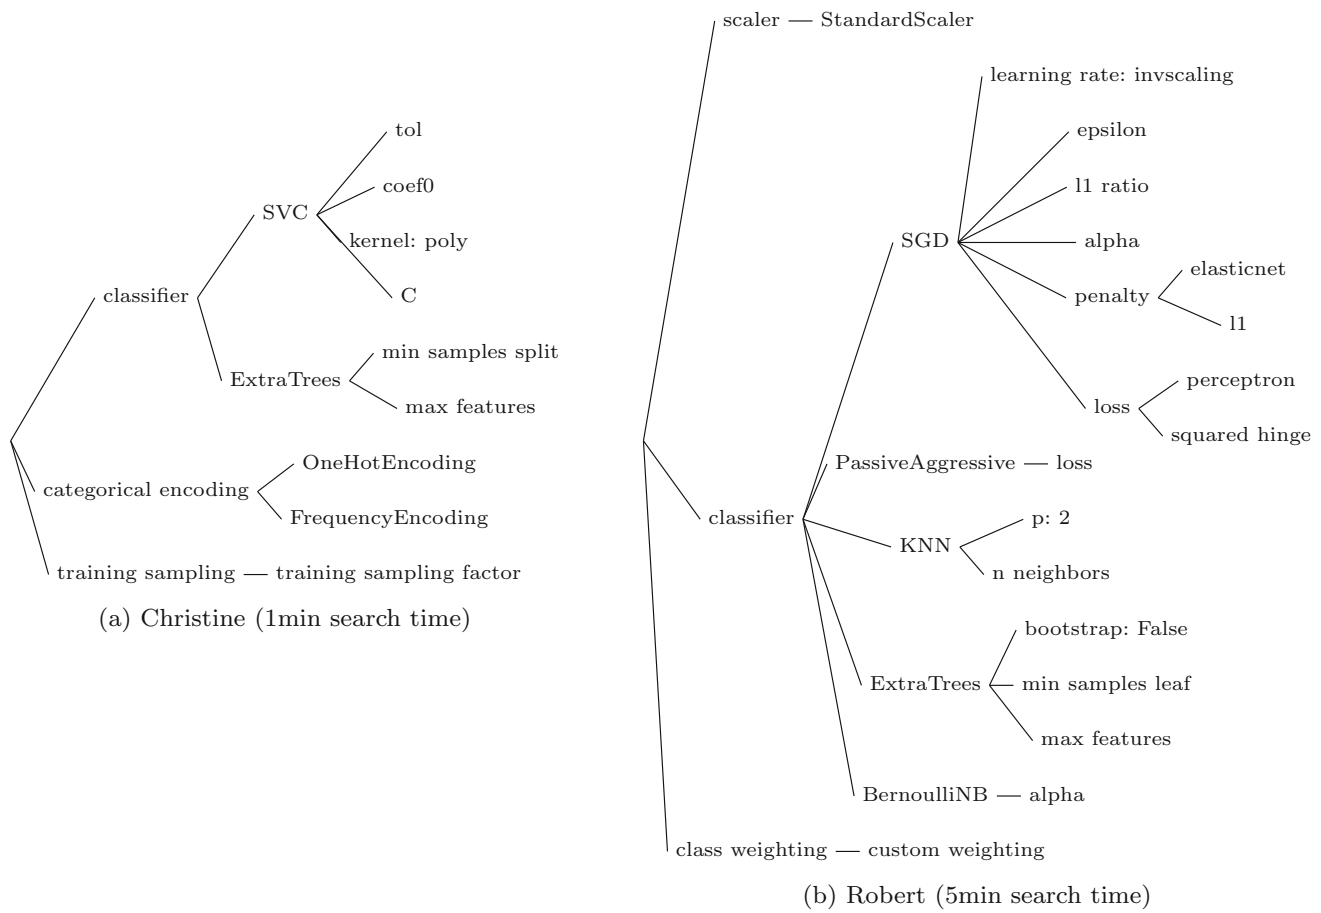 tol
coef0
SVC
kernel: poly
classifier
C
min samples split
ExtraTrees
max features
OneHotEncoding
categorical encoding
FrequencyEncoding
training sampling — training sampling factor
(a) Christine (1min search time)
scaler — StandardScaler
learning rate: invscaling
epsilon
l1 ratio
SGD
alpha
elasticnet
penalty
l1
perceptron
loss
squared hinge
PassiveAggressive — loss
classifier
p: 2
KNN
n neighbors
bootstrap: False
ExtraTrees
min samples leaf
max features
BernoulliNB — alpha
class weighting — custom weighting
(b) Robert (5min search time)